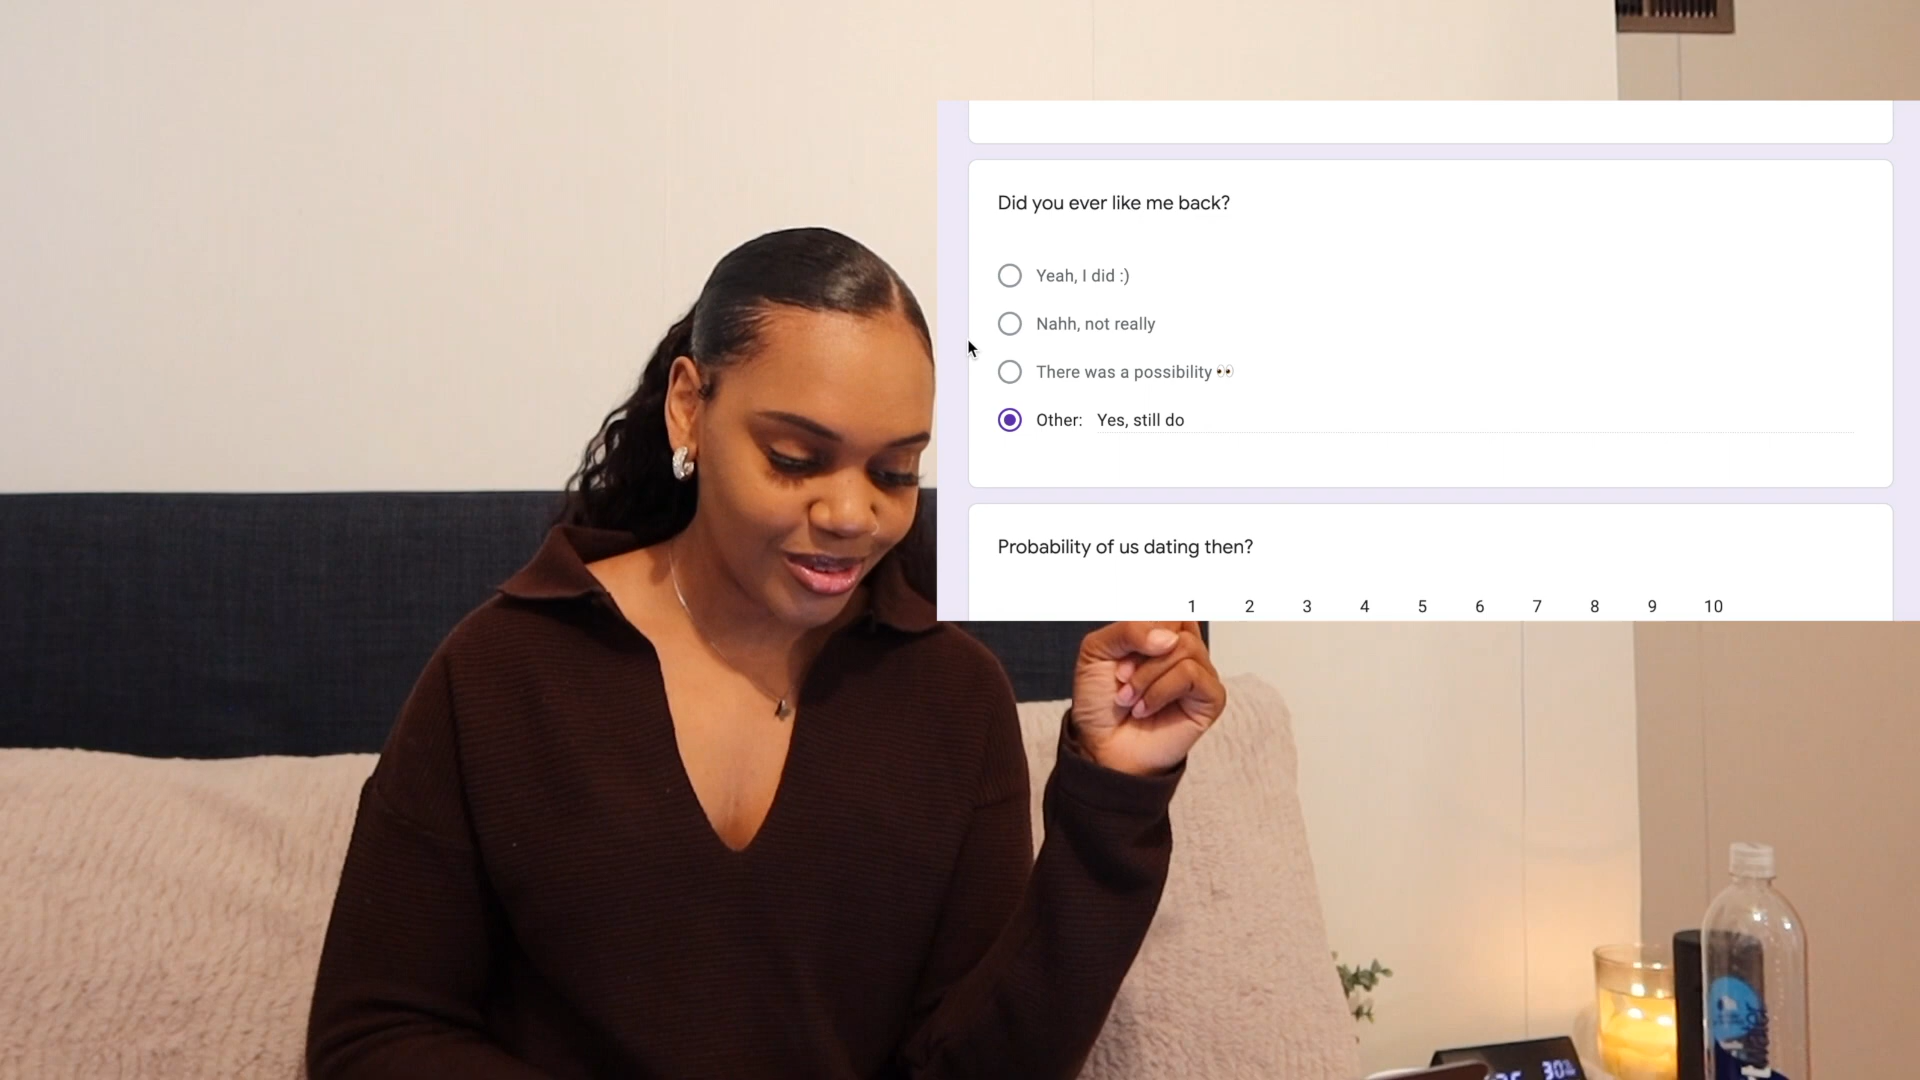 Did you ever like me back?
Yeah, I did :)
Nahh, not really
There was a possibility 👀
Other: Yes, still do
Probability of us dating then?
1 2 3 4 5 6 7 8 9 10
30